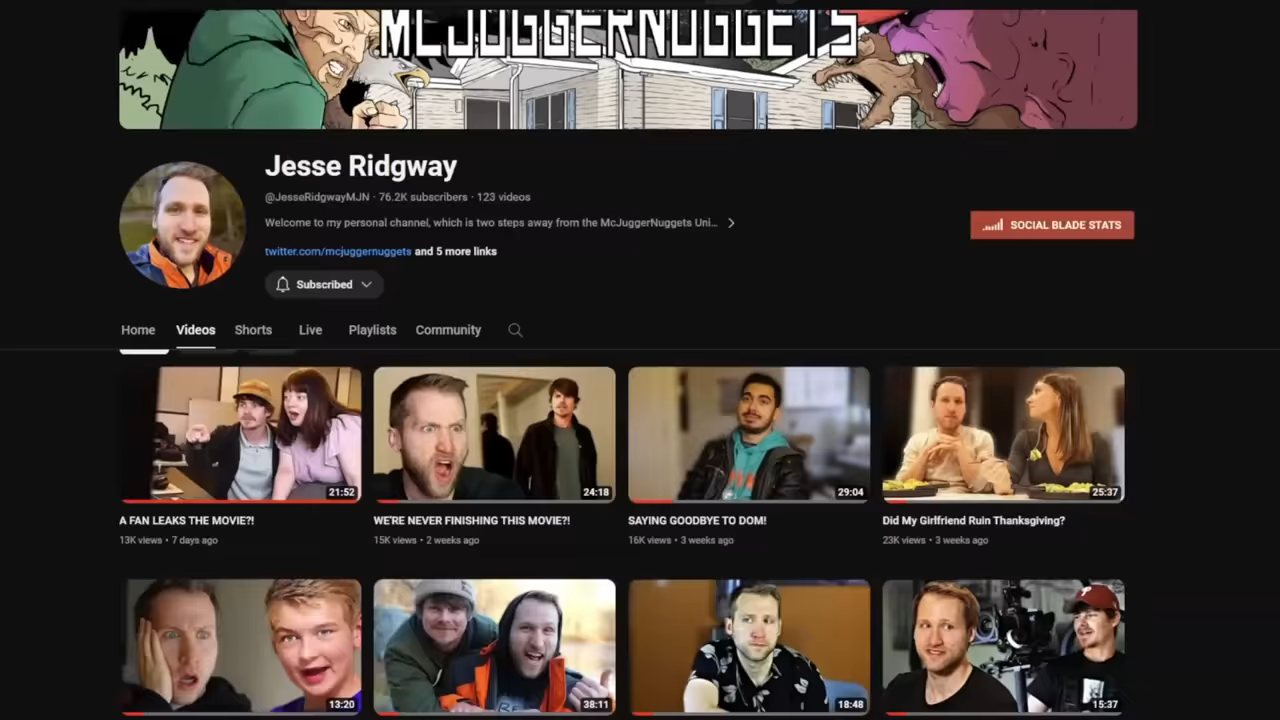 MCJUGGERNUGGETS
Jesse Ridgway
@JesseRidgwayMJN · 76.2K subscribers · 123 videos
Welcome to my personal channel, which is two steps away from the McJuggerNuggets Uni...
SOCIAL BLADE STATS
twitter.com/mcjuggernuggets and 5 more links
Subscribed
Home Videos Shorts Live Playlists Community
21:52 24:18 29:04 25:37
A FAN LEAKS THE MOVIE?! WE'RE NEVER FINISHING THIS MOVIE?! SAYING GOODBYE TO DOM! Did My Girlfriend Ruin Thanksgiving?
13K views • 7 days ago 15K views • 2 weeks ago 16K views • 3 weeks ago 23K views • 3 weeks ago
13:20 38:11 18:48 15:37